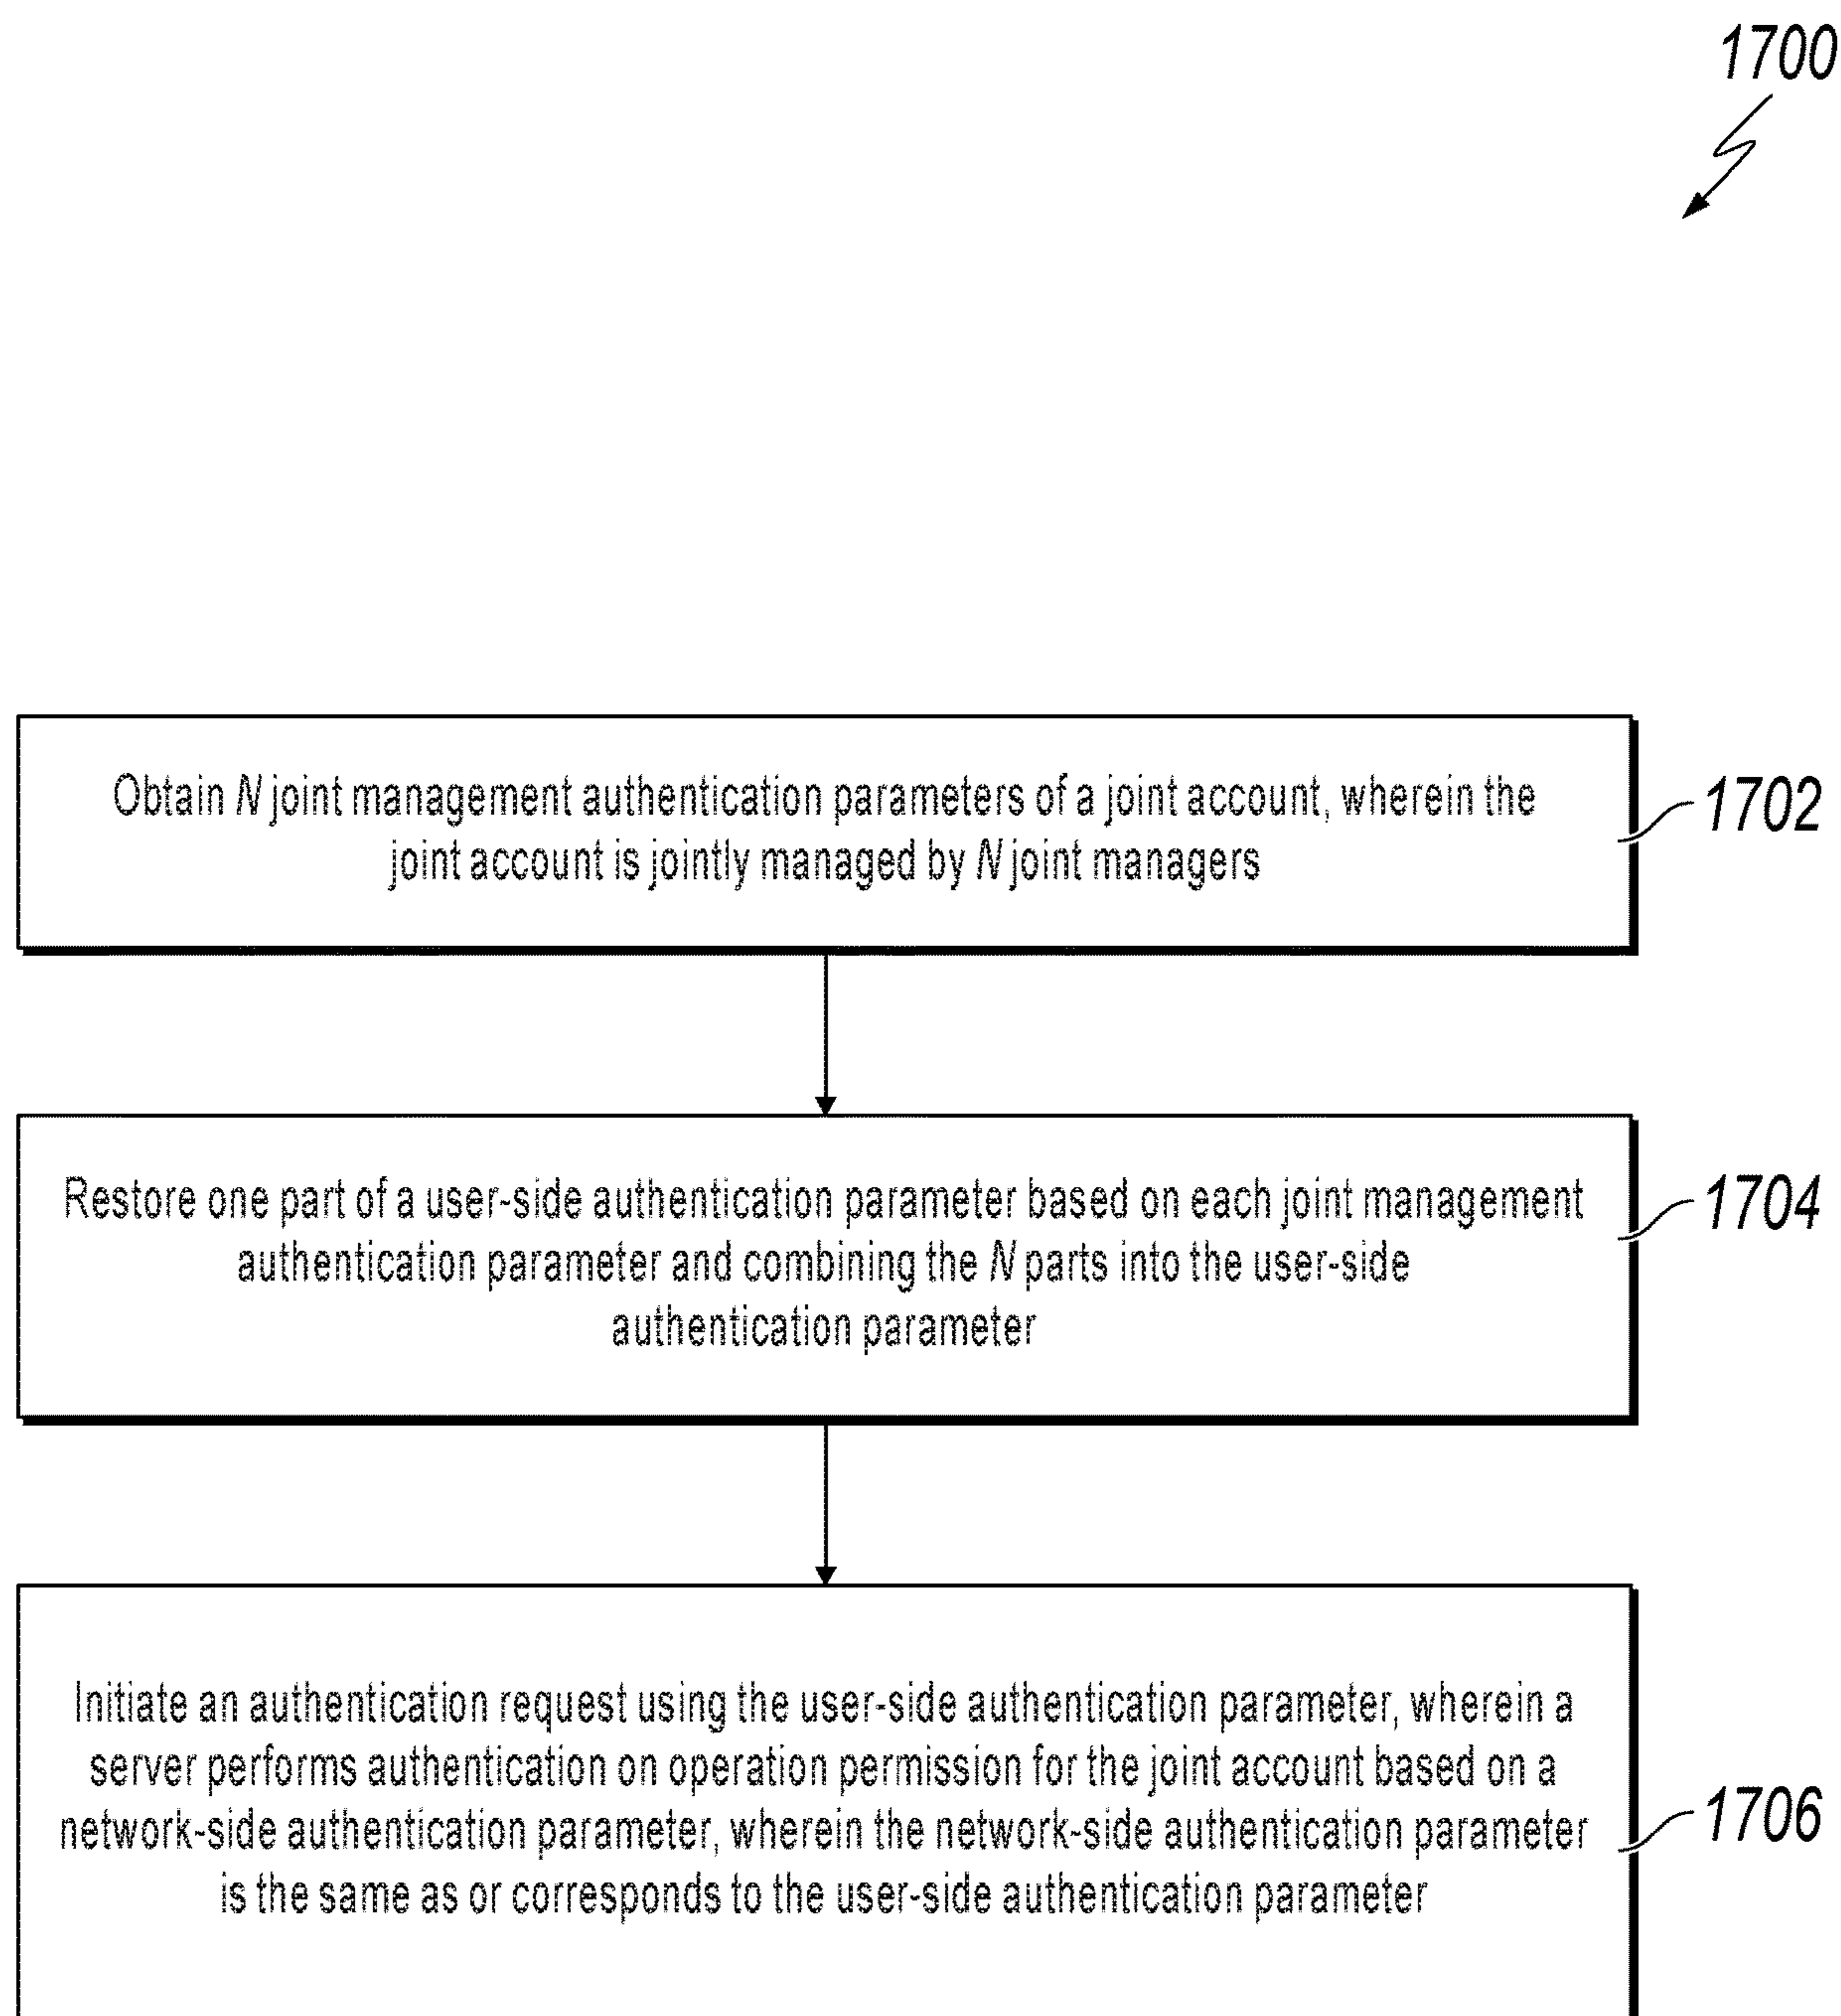 1700
Obtain N joint management authentication parameters of a joint account, wherein the
joint account is jointly managed by N joint managers
1702
Restore one part of a user-side authentication parameter based on each joint management
authentication parameter and combining the N parts into the user-side
authentication parameter
1704
Initiate an authentication request using the user-side authentication parameter, wherein a
server performs authentication on operation permission for the joint account based on a
network-side authentication parameter, wherein the network-side authentication parameter
is the same as or corresponds to the user-side authentication parameter
1706